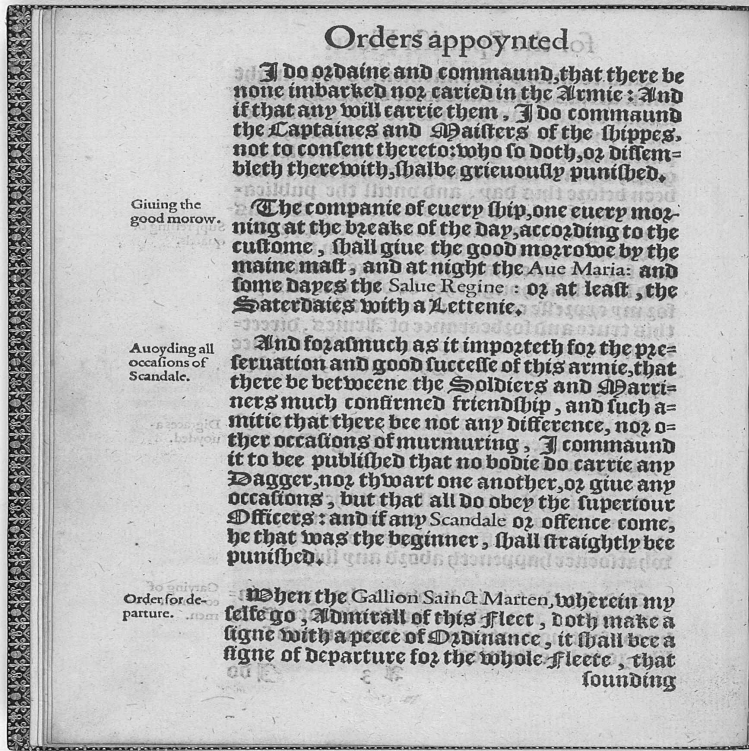 Orders appoynted
I do ordaine and commaund, that there be
none imbarked nor caried in the Armie: And
if that any will carrie them, I do commaund
the Captaines and Maisters of the shippes,
not to consent thereto: who so doth, or dissem-
bleth therewith, shalbe grieuously punished.
Giuing the
good morow.
The companie of euery ship, one euery mor-
ning at the breake of the day, according to the
custome, shall giue the good morrowe by the
maine mast, and at night the Aue Maria: and
some dayes the Salue Regine: or at least, the
Saterdaies with a Lettenie.
Auoyding all
occasions of
Scandale.
And forasmuch as it importeth for the pre-
seruation and good successe of this armie, that
there be betweene the Soldiers and Marri-
ners much confirmed friendship, and such a-
mitie that there bee not any difference, nor o-
ther occasions of murmuring, I commaund
it to bee published that no bodie do carrie any
Dagger, nor thwart one another, or giue any
occasions, but that all do obey the superiour
Officers: and if any Scandale or offence come,
he that was the beginner, shall straightly bee
punished.
Order for de-
parture.
When the Gallion Sainct Marten, wherein my
selfe go, Admirall of this Fleet, doth make a
signe with a peece of Ordinance, it shall bee a
signe of departure for the whole Fleete, that
sounding